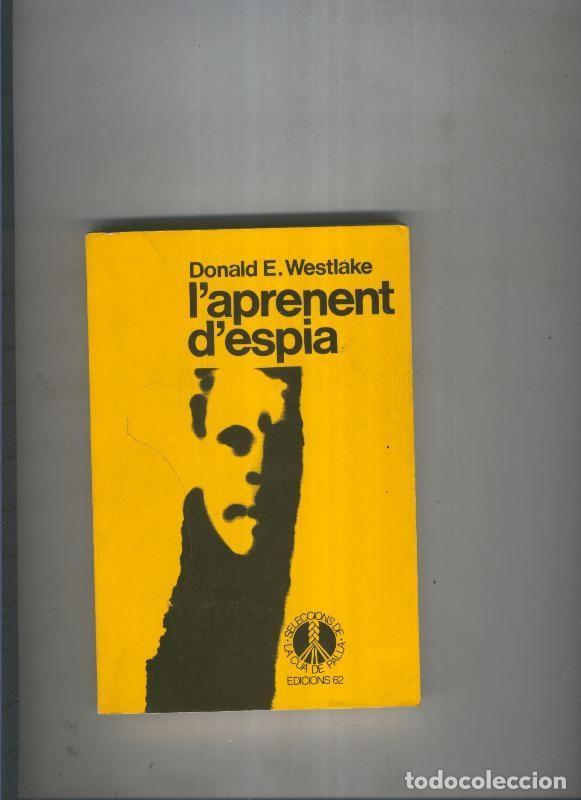 Donald E. Westlake
l'aprenent
d'espia
SELECCIONS DE
LA CUA DE PALLA
EDICIONS 62
todocoleccion